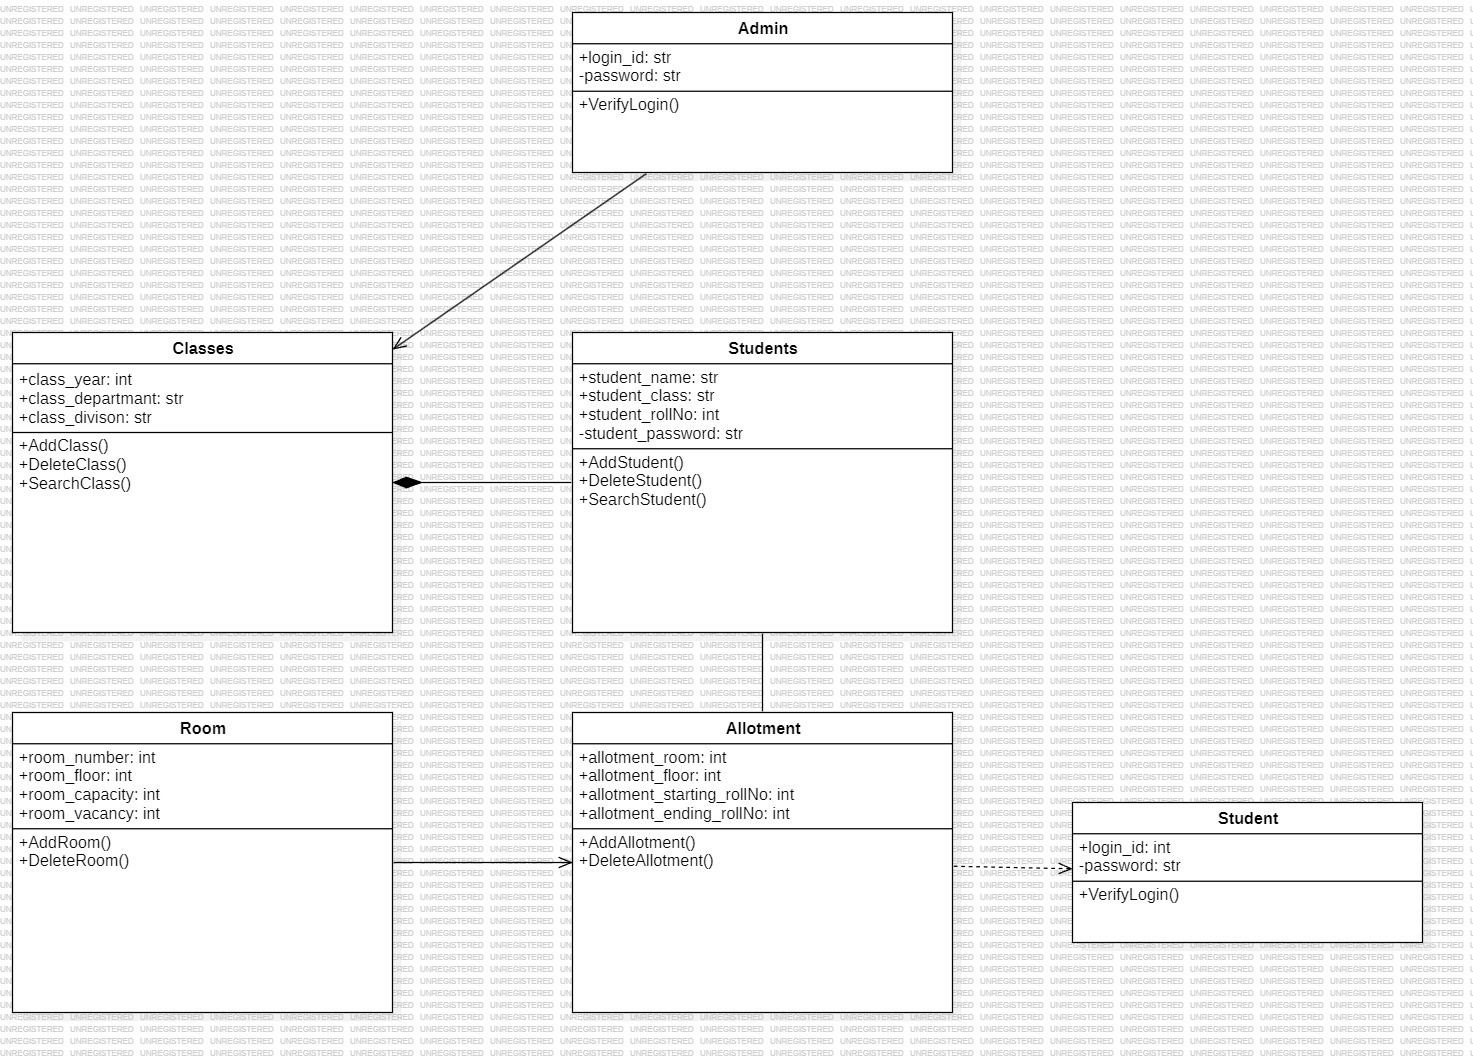 Admin
+login_id: str
-password: str
+VerifyLogin()
Classes
+class_year: int
+class_departmant: str
+class_divison: str
+AddClass()
+DeleteClass()
+SearchClass()
Students
+student_name: str
+student_class: str
+student_rollNo: int
-student_password: str
+AddStudent()
+DeleteStudent()
+SearchStudent()
Room
+room_number: int
+room_floor: int
+room_capacity: int
+room_vacancy: int
+AddRoom()
+DeleteRoom()
Allotment
+allotment_room: int
+allotment_floor: int
+allotment_starting_rollNo: int
+allotment_ending_rollNo: int
+AddAllotment()
+DeleteAllotment()
Student
+login_id: int
-password: str
+VerifyLogin()
UNREGISTERED